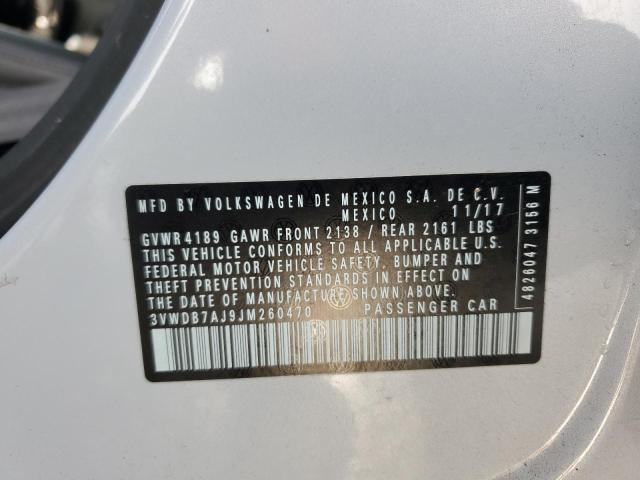 MFD BY VOLKSWAGEN DE MEXICO S.A. DE C.V.
MEXICO 11/17
GVWR 4189 GAWR FRONT 2138 / REAR 2161 LBS
THIS VEHICLE CONFORMS TO ALL APPLICABLE U.S.
FEDERAL MOTOR VEHICLE SAFETY, BUMPER AND
THEFT PREVENTION STANDARDS IN EFFECT ON
THE DATE OF MANUFACTURE SHOWN ABOVE.
3VWDB7AJ9JM260470 PASSENGER CAR
4826047 3156 M